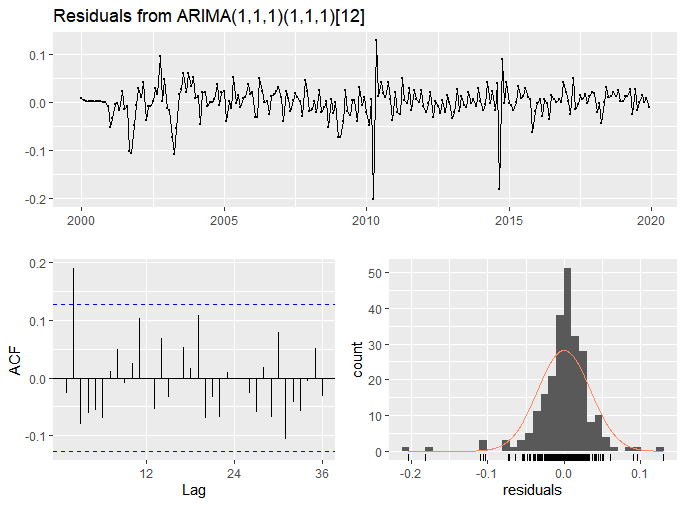 Residuals from ARIMA(1,1,1)(1,1,1)[12]
0.1
0.0
-0.1
-0.2
2000 2005 2010 2015 2020
0.2
0.1
0.0
-0.1
ACF
12 24 36
Lag
50
40
30
20
10
0
count
-0.2 -0.1 0.0 0.1
residuals